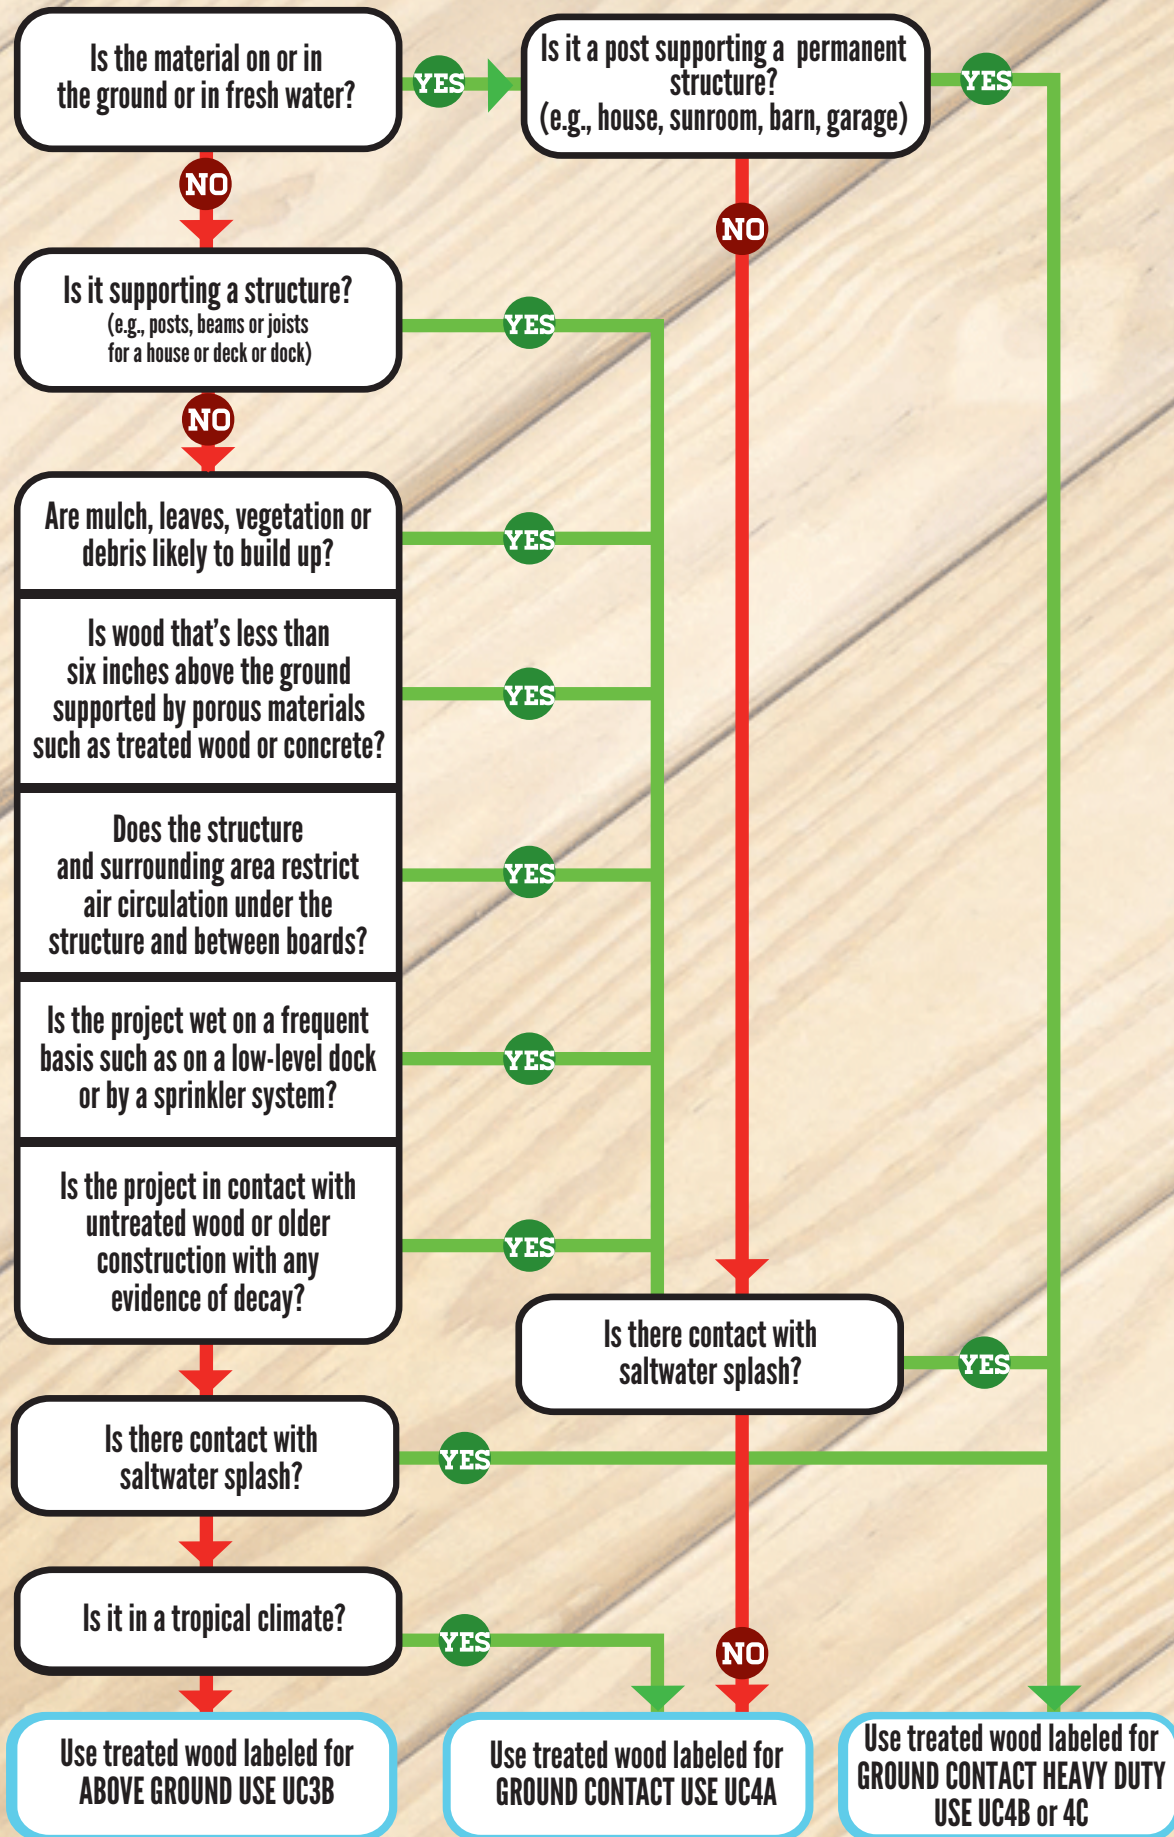 Is the material on or in
the ground or in fresh water?
YES
Is it a post supporting a permanent
structure?
(e.g., house, sunroom, barn, garage)
YES
NO
NO
Is it supporting a structure?
(e.g., posts, beams or joists
for a house or deck or dock)
YES
NO
Are mulch, leaves, vegetation or
debris likely to build up?
YES
Is wood that's less than
six inches above the ground
supported by porous materials
such as treated wood or concrete?
YES
Does the structure
and surrounding area restrict
air circulation under the
structure and between boards?
YES
Is the project wet on a frequent
basis such as on a low-level dock
or by a sprinkler system?
YES
Is the project in contact with
untreated wood or older
construction with any
evidence of decay?
YES
Is there contact with
saltwater splash?
YES
Is there contact with
saltwater splash?
YES
Is it in a tropical climate?
YES
NO
Use treated wood labeled for
ABOVE GROUND USE UC3B
Use treated wood labeled for
GROUND CONTACT USE UC4A
Use treated wood labeled for
GROUND CONTACT HEAVY DUTY
USE UC4B or 4C